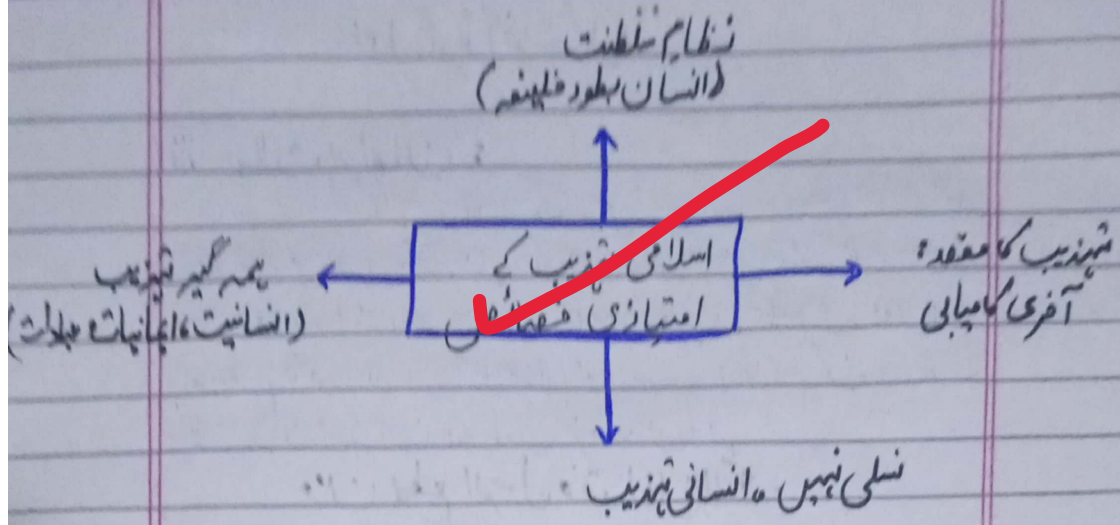 نظامِ سلطنت
(انسان بطور خلیفہ)
اسلامی تہذیب کے
امتیازی خصائص
تہذیب کا مقصد:
آخری کامیابی
ہمہ گیر تہذیب
(انسانیت، ایمانیات، عبادات)
نسلی نہیں، انسانی تہذیب